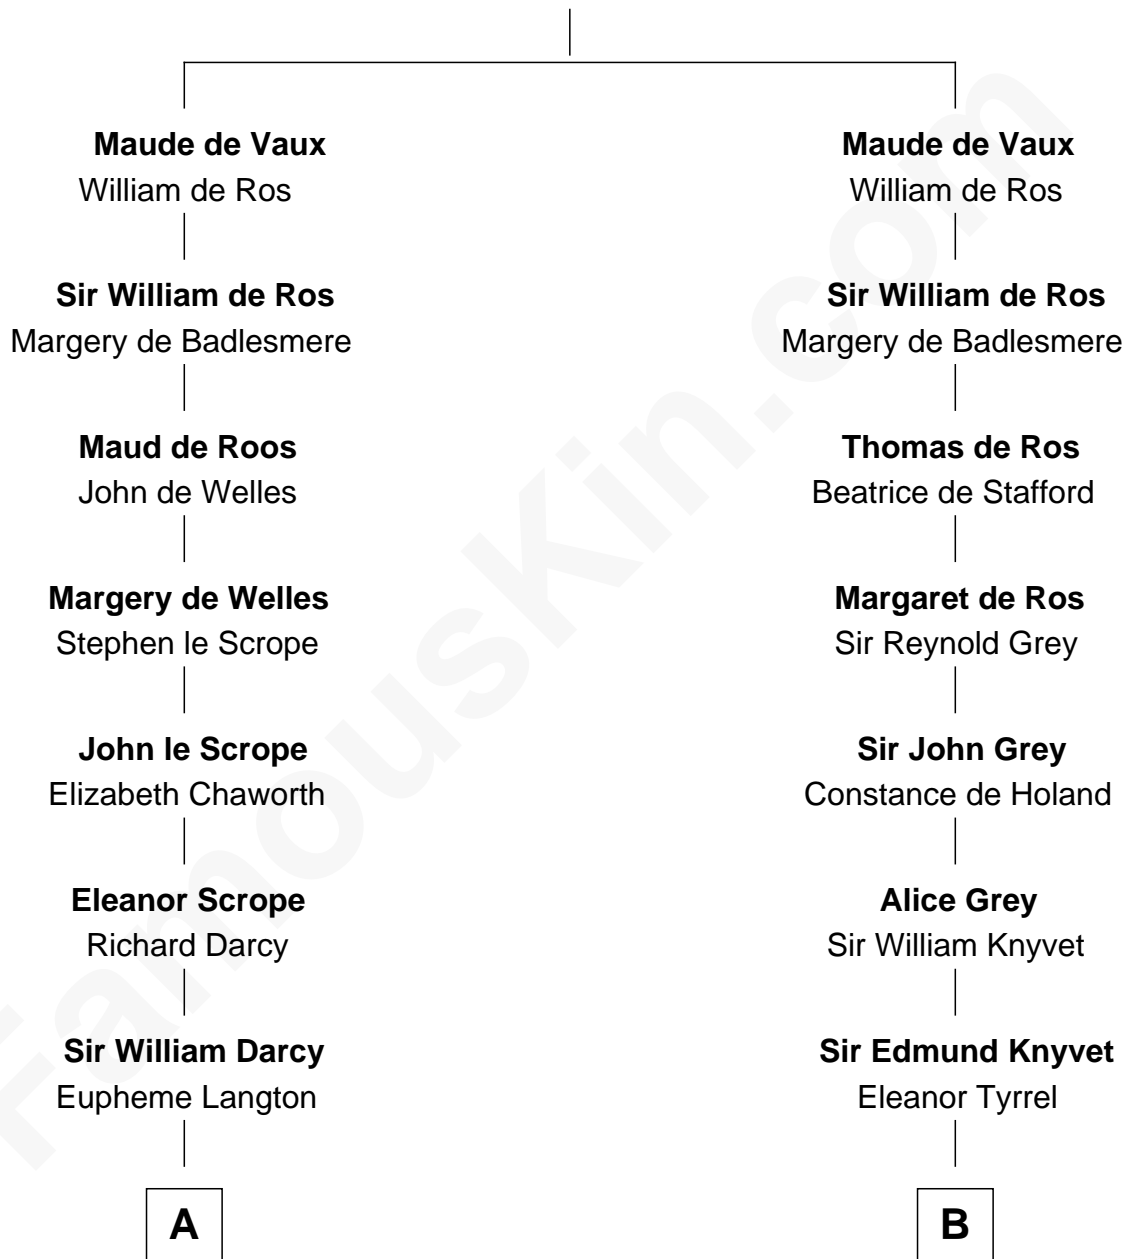 Maude de Vaux
William de Ros
Sir William de Ros
Margery de Badlesmere
Maud de Roos
John de Welles
Margery de Welles
Stephen le Scrope
John le Scrope
Elizabeth Chaworth
Eleanor Scrope
Richard Darcy
Sir William Darcy
Eupheme Langton
A
Maude de Vaux
William de Ros
Sir William de Ros
Margery de Badlesmere
Thomas de Ros
Beatrice de Stafford
Margaret de Ros
Sir Reynold Grey
Sir John Grey
Constance de Holand
Alice Grey
Sir William Knyvet
Sir Edmund Knyvet
Eleanor Tyrrel
B
FamousKin.com